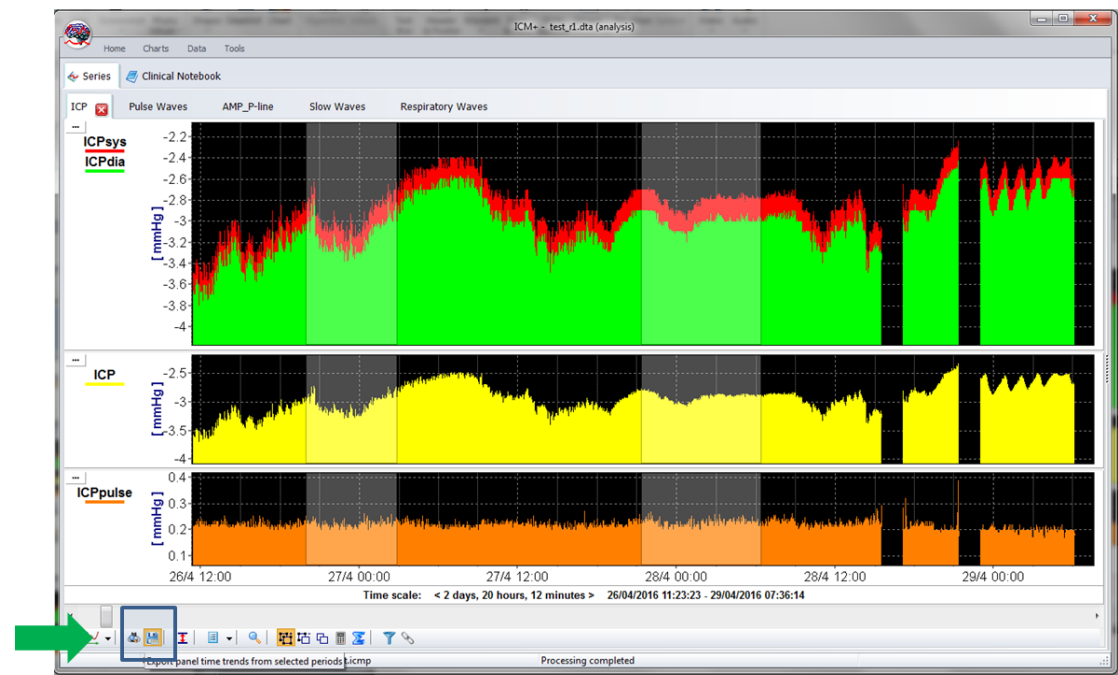 ICM+ - test_r1.dta (analysis)
Home Charts Data Tools
Series Clinical Notebook
ICP Pulse Waves AMP_P-line Slow Waves Respiratory Waves
ICPsys
ICPdia
[mmHg]
-2.2
-2.4
-2.6
-2.8
-3
-3.2
-3.4
-3.6
-3.8
-4
ICP
[mmHg]
-2.5
-3
-3.5
-4
ICPpulse
[mmHg]
0.4
0.3
0.2
0.1
26/4 12:00 27/4 00:00 27/4 12:00 28/4 00:00 28/4 12:00 29/4 00:00
Time scale: < 2 days, 20 hours, 12 minutes > 26/04/2016 11:23:23 - 29/04/2016 07:36:14
Export panel time trends from selected periods t.icmp Processing completed